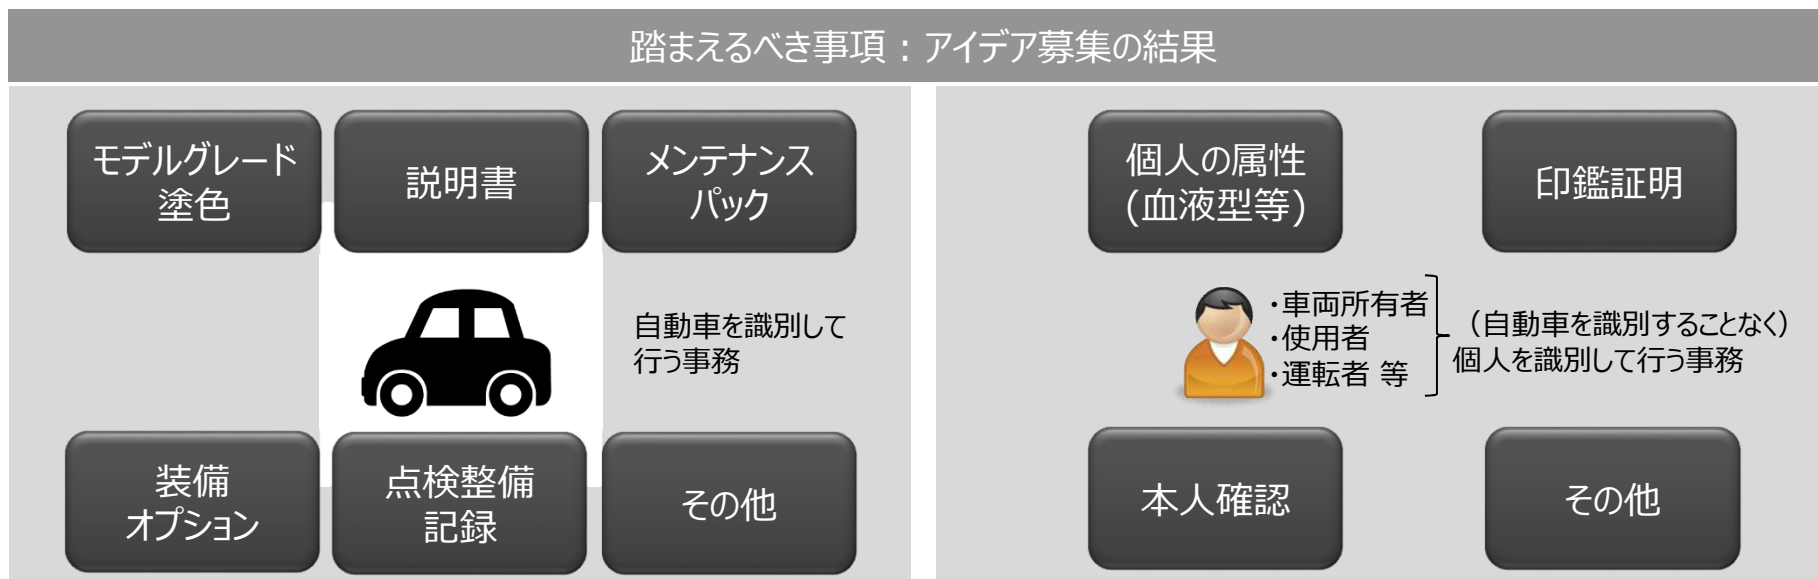 踏まえるべき事項：アイデア募集の結果
モデルグレード
塗色
説明書
メンテナンス
パック
自動車を識別して
行う事務
装備
オプション
点検整備
記録
その他
個人の属性
(血液型等)
印鑑証明
・車両所有者
・使用者
・運転者 等
（自動車を識別することなく）
個人を識別して行う事務
本人確認
その他